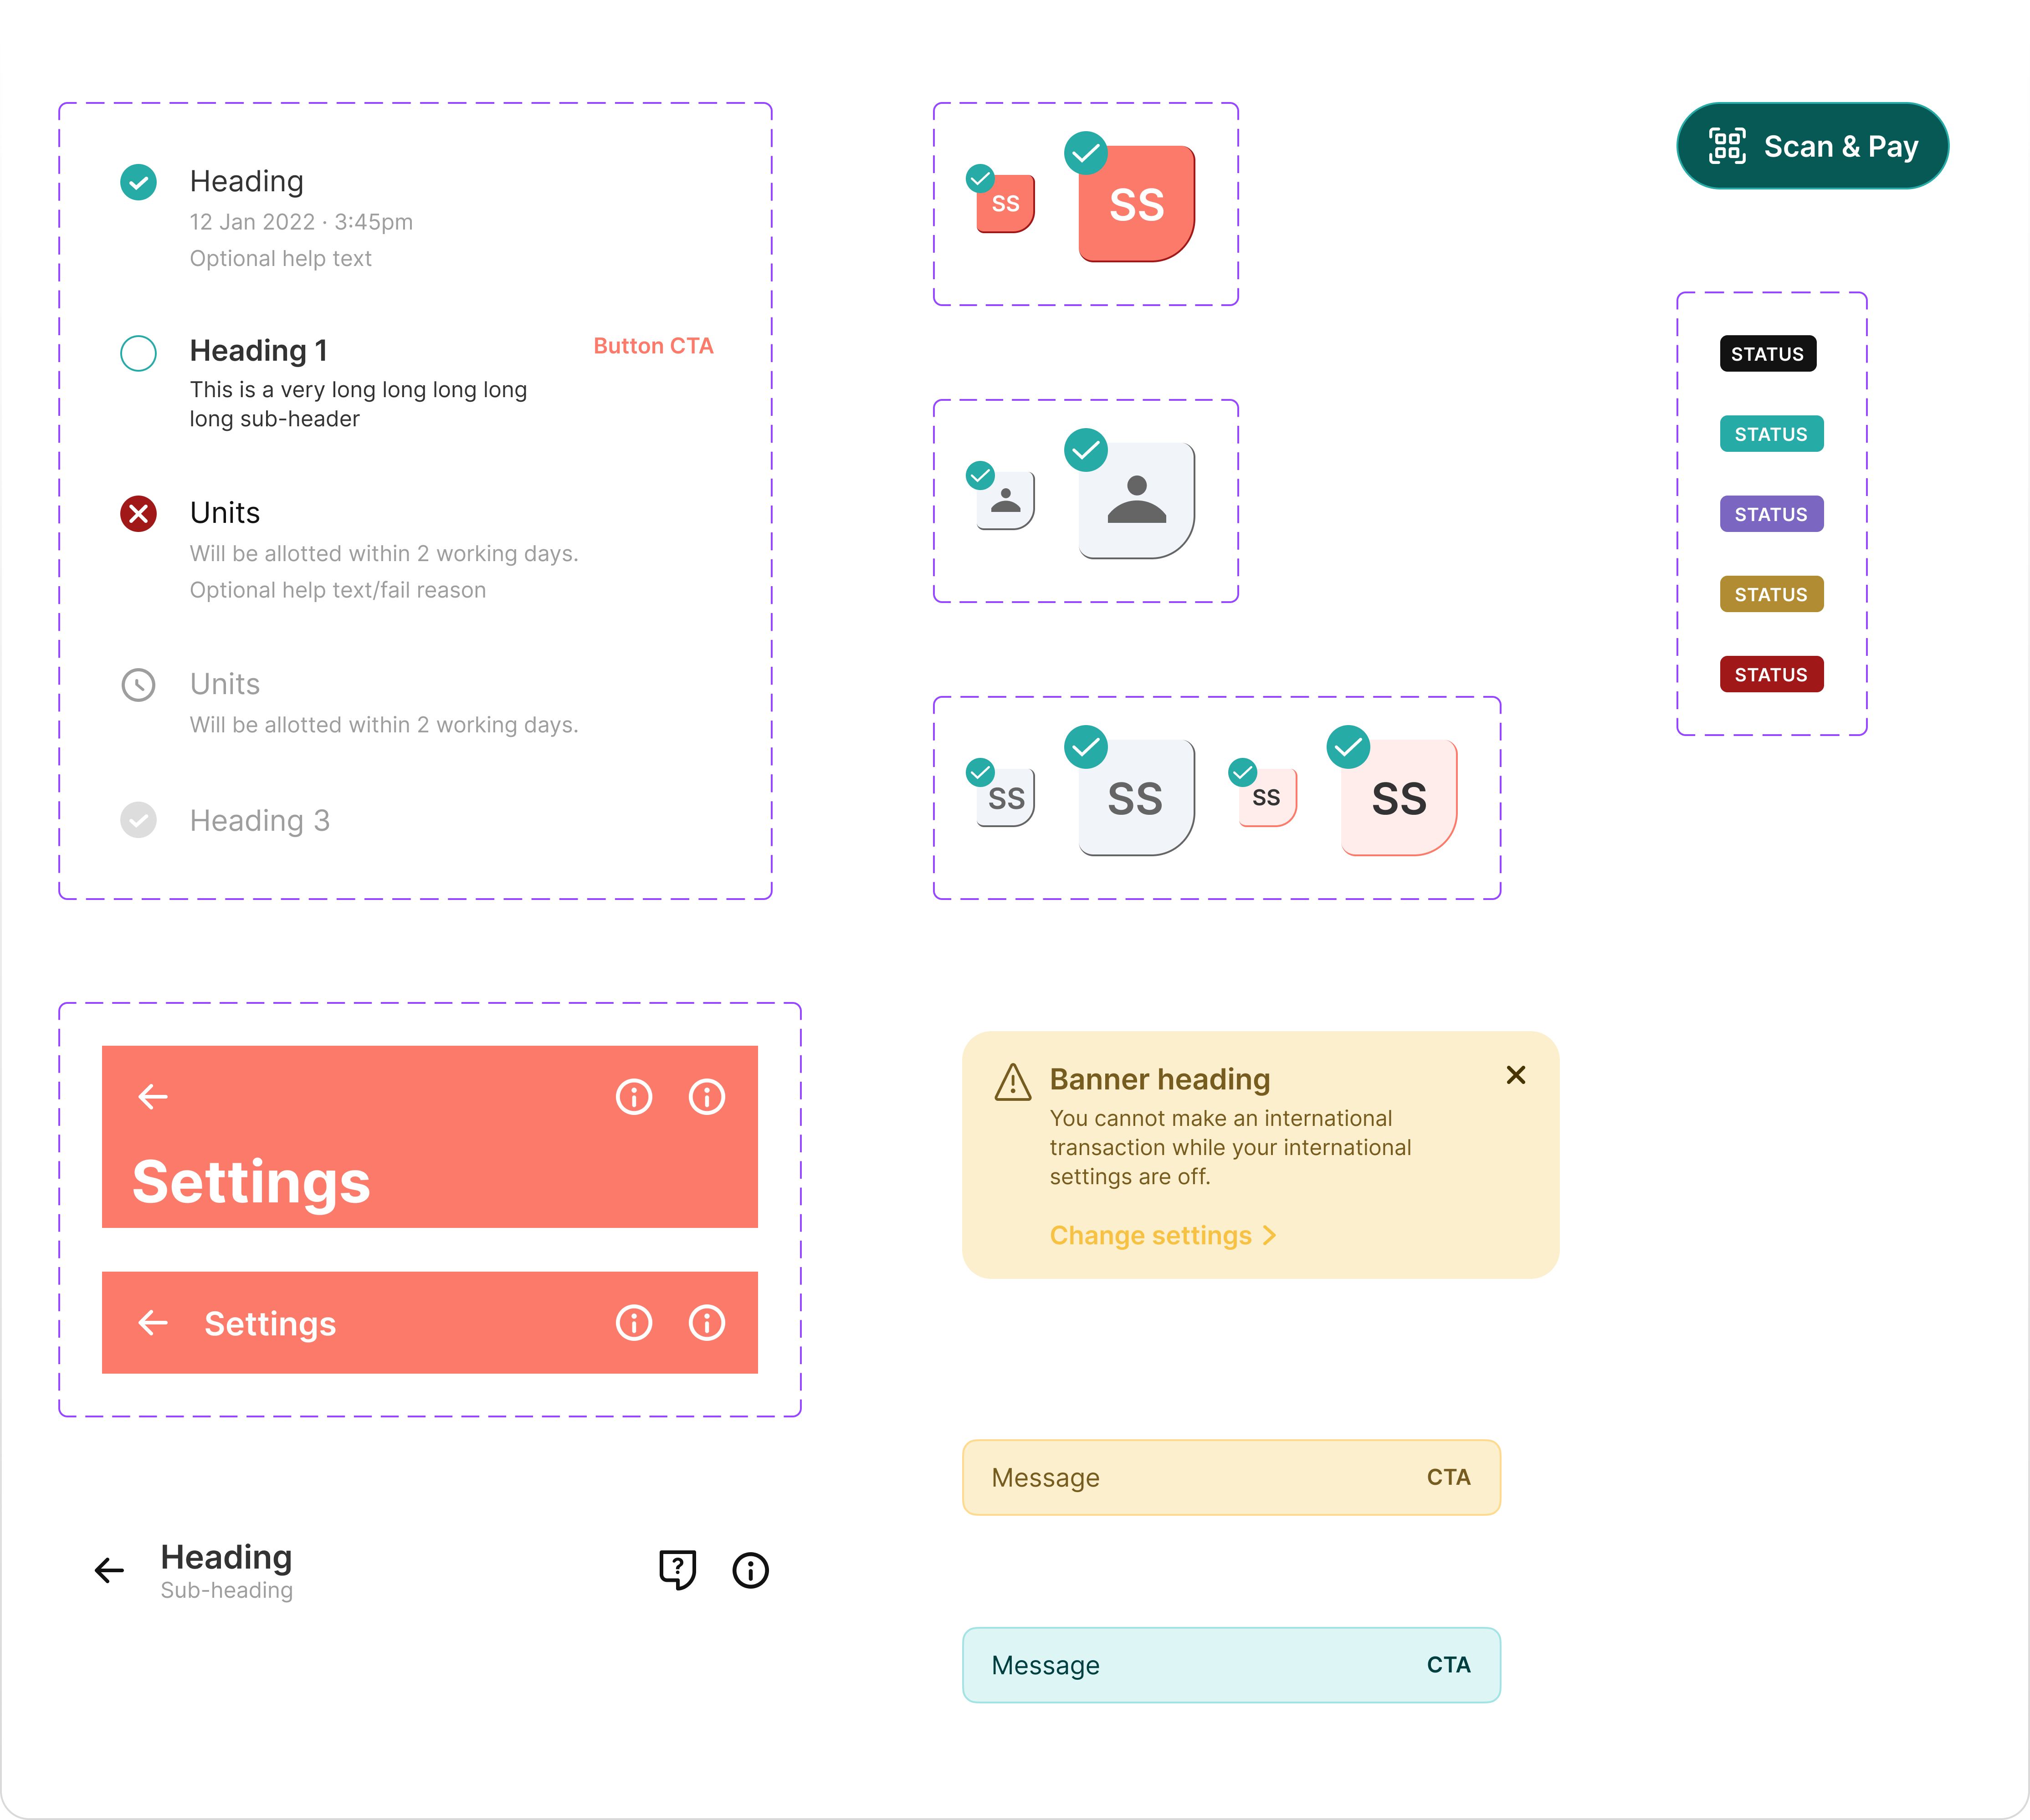 Heading
12 Jan 2022 · 3:45pm
Optional help text
Heading 1
Button CTA
This is a very long long long long
long sub-header
Units
Will be allotted within 2 working days.
Optional help text/fail reason
Units
Will be allotted within 2 working days.
Heading 3
SS
SS
SS
SS
SS
SS
Scan & Pay
STATUS
STATUS
STATUS
STATUS
STATUS
Settings
Settings
Heading
Sub-heading
?
Banner heading
You cannot make an international
transaction while your international
settings are off.
Change settings
Message
CTA
Message
CTA